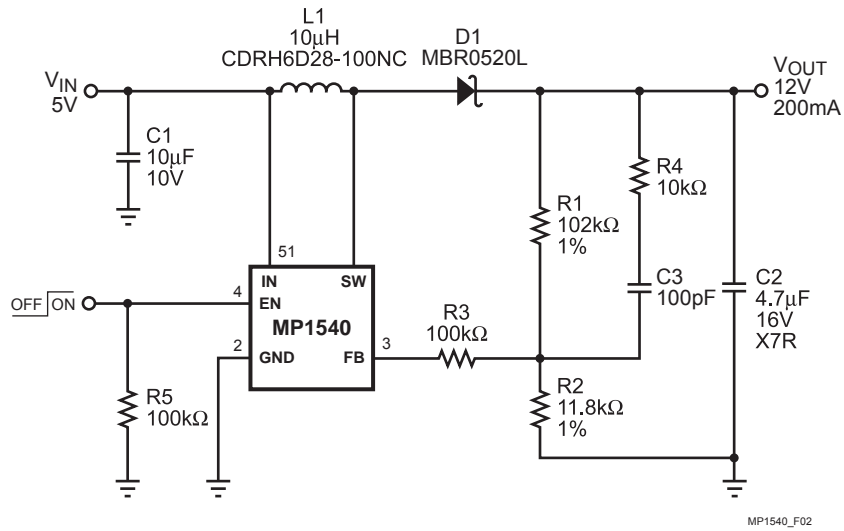 L1
10µH
CDRH6D28-100NC
D1
MBR0520L
VIN
5V
VOUT
12V
200mA
C1
10µF
10V
R4
10kΩ
R1
102kΩ
1%
51
IN
SW
C3
100pF
C2
4.7µF
16V
X7R
OFF ON
4
EN
MP1540
R3
100kΩ
2
GND
FB
3
R5
100kΩ
R2
11.8kΩ
1%
MP1540_F02